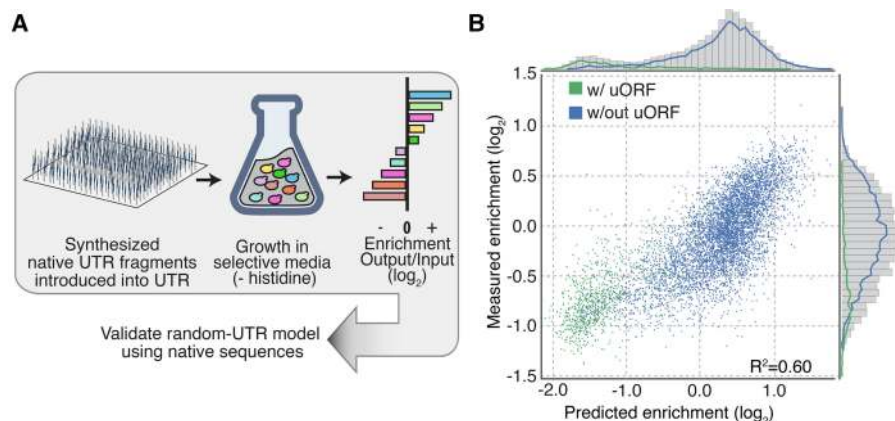 A
Synthesized
native UTR fragments
introduced into UTR
Growth in
selective media
(- histidine)
- 0 +
Enrichment
Output/Input
(log2)
Validate random-UTR model
using native sequences
B
w/ uORF
w/out uORF
Measured enrichment (log2)
1.5
1.0
0.5
0.0
-0.5
-1.0
-1.5
R²=0.60
-2.0 -1.0 0.0 1.0
Predicted enrichment (log2)